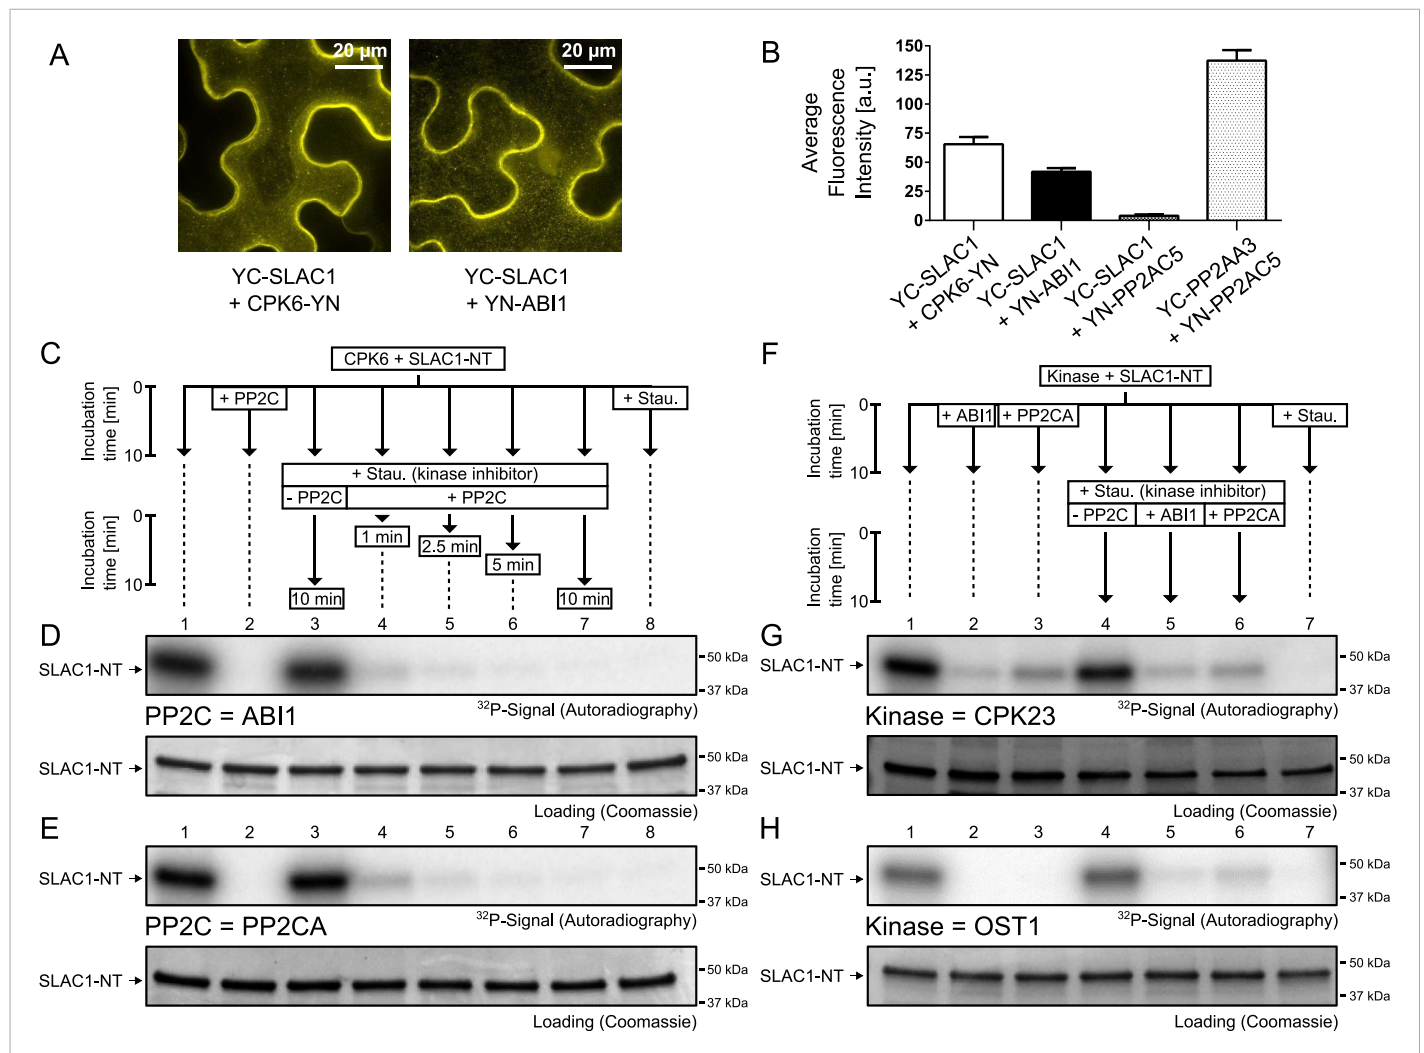 A
20 µm
20 µm
YC-SLAC1
+ CPK6-YN
YC-SLAC1
+ YN-ABI1
B
Average
Fluorescence
Intensity [a.u.]
150
125
100
75
50
25
0
YC-SLAC1
+ CPK6-YN
YC-SLAC1
+ YN-ABI1
YC-SLAC1
+ YN-PP2AC5
YC-PP2AA3
+ YN-PP2AC5
C
CPK6 + SLAC1-NT
Incubation
time [min]
0
10
+ PP2C
+ Stau.
+ Stau. (kinase inhibitor)
- PP2C
+ PP2C
Incubation
time [min]
0
10
1 min
2.5 min
5 min
10 min
10 min
1 2 3 4 5 6 7 8
D
SLAC1-NT
50 kDa
37 kDa
32P-Signal (Autoradiography)
PP2C = ABI1
SLAC1-NT
50 kDa
37 kDa
Loading (Coomassie)
E
1 2 3 4 5 6 7 8
SLAC1-NT
50 kDa
37 kDa
32P-Signal (Autoradiography)
PP2C = PP2CA
SLAC1-NT
50 kDa
37 kDa
Loading (Coomassie)
F
Kinase + SLAC1-NT
Incubation
time [min]
0
10
+ ABI1
+ PP2CA
+ Stau.
+ Stau. (kinase inhibitor)
- PP2C
+ ABI1
+ PP2CA
Incubation
time [min]
0
10
1 2 3 4 5 6 7
G
SLAC1-NT
50 kDa
37 kDa
32P-Signal (Autoradiography)
Kinase = CPK23
SLAC1-NT
50 kDa
37 kDa
Loading (Coomassie)
H
1 2 3 4 5 6 7
SLAC1-NT
50 kDa
37 kDa
32P-Signal (Autoradiography)
Kinase = OST1
SLAC1-NT
50 kDa
37 kDa
Loading (Coomassie)